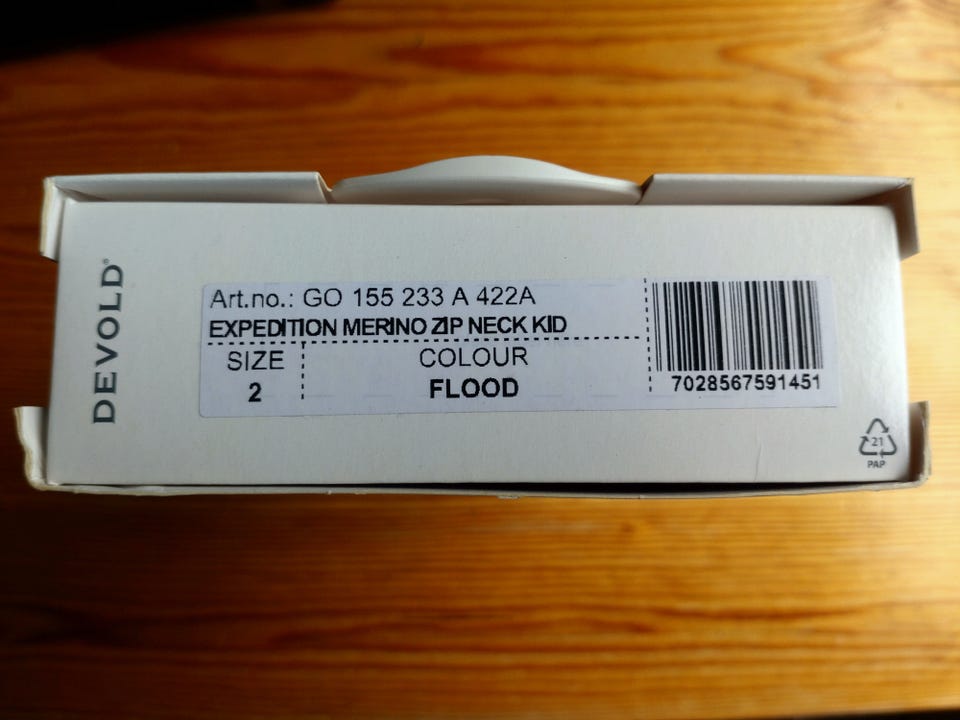 DEVOLD®
Art.no.: GO 155 233 A 422A
EXPEDITION MERINO ZIP NECK KID
SIZE
2
COLOUR
FLOOD
7028567591451
21
PAP